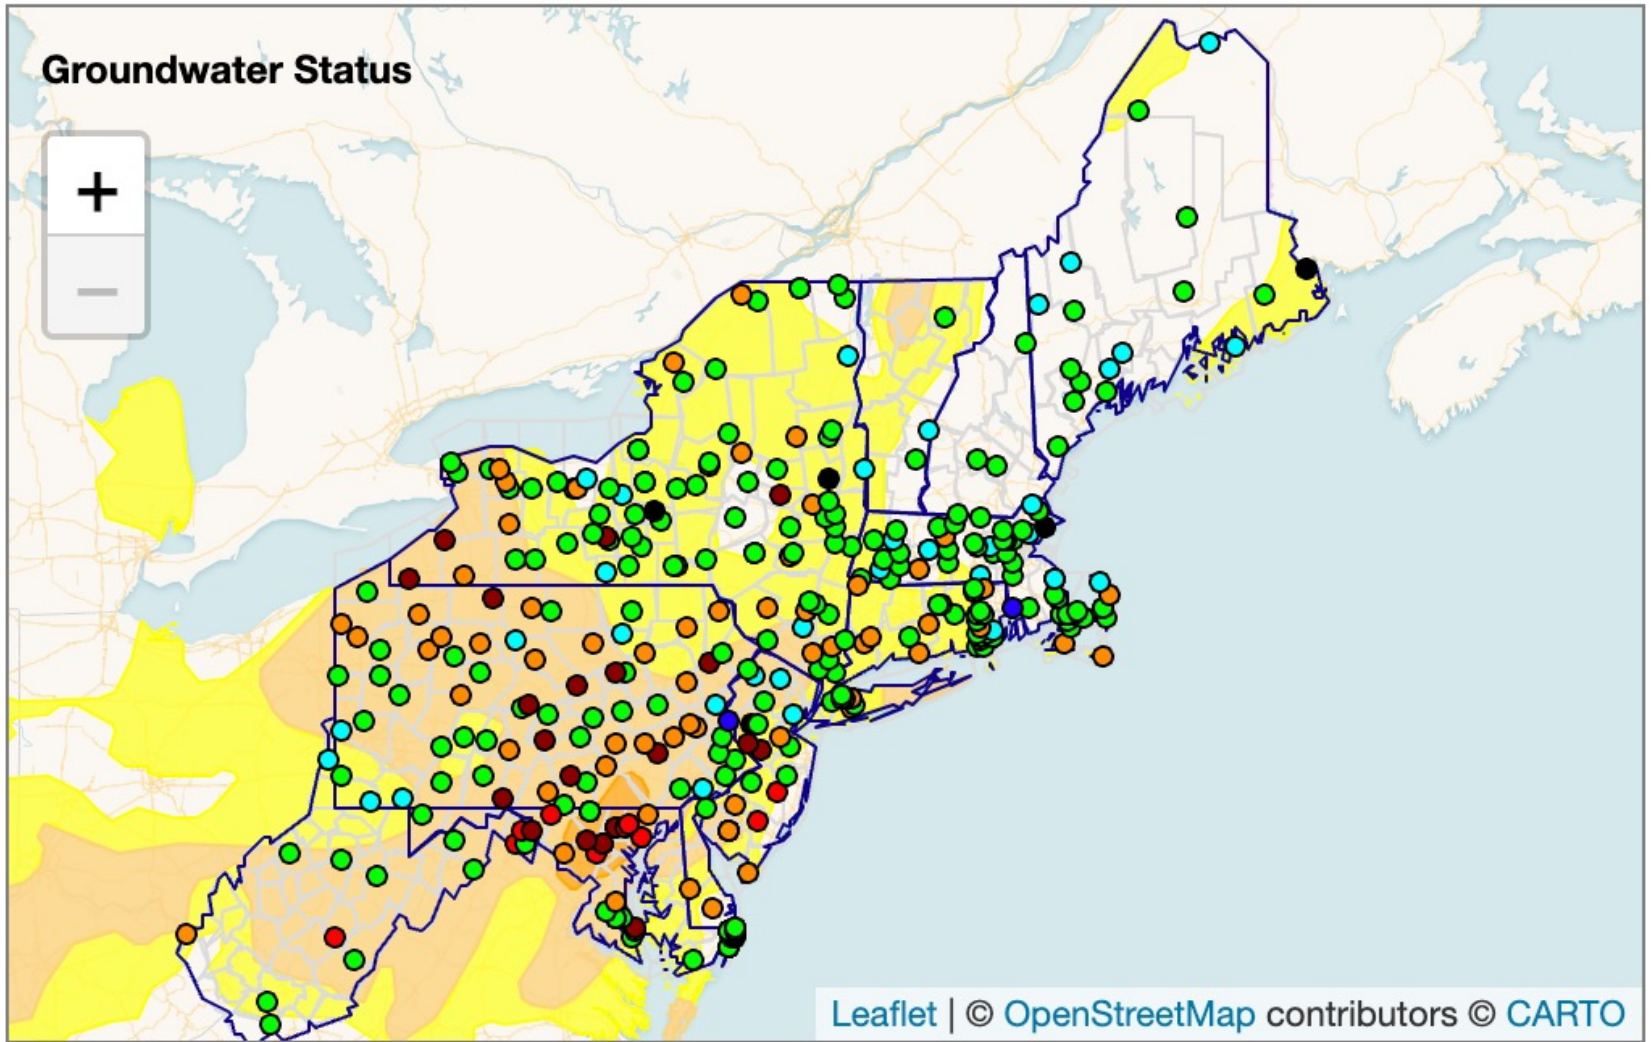 Groundwater Status
+
−
Leaflet | © OpenStreetMap contributors © CARTO